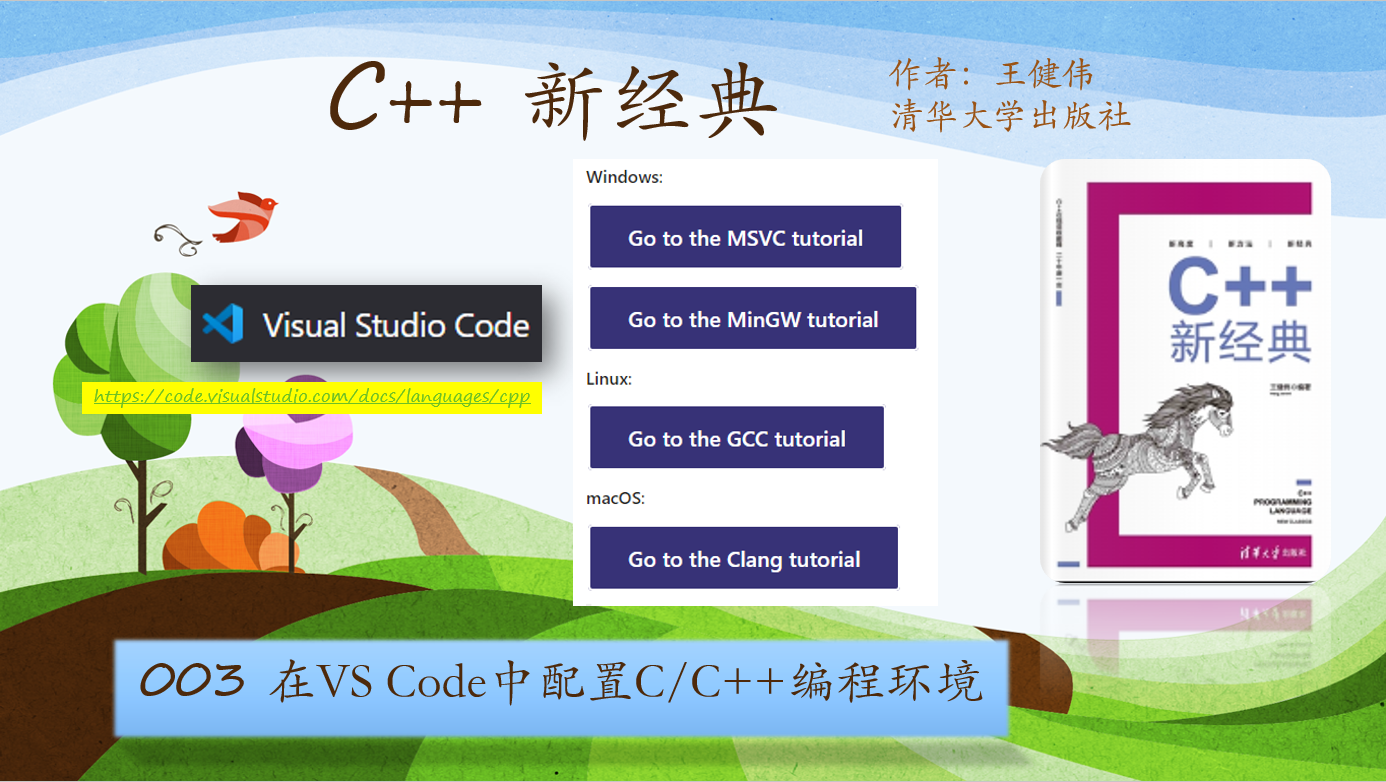 C++ 新经典
作者：王健伟
清华大学出版社
Windows:
Go to the MSVC tutorial
Go to the MinGW tutorial
Linux:
Go to the GCC tutorial
macOS:
Go to the Clang tutorial
Visual Studio Code
https://code.visualstudio.com/docs/languages/cpp
新高度 | 新方法 | 新经典
C++
新经典
王健伟◎编著
C++
PROGRAMMING
LANGUAGE
NEW CLASSICS
清华大学出版社
003 在VS Code中配置C/C++编程环境